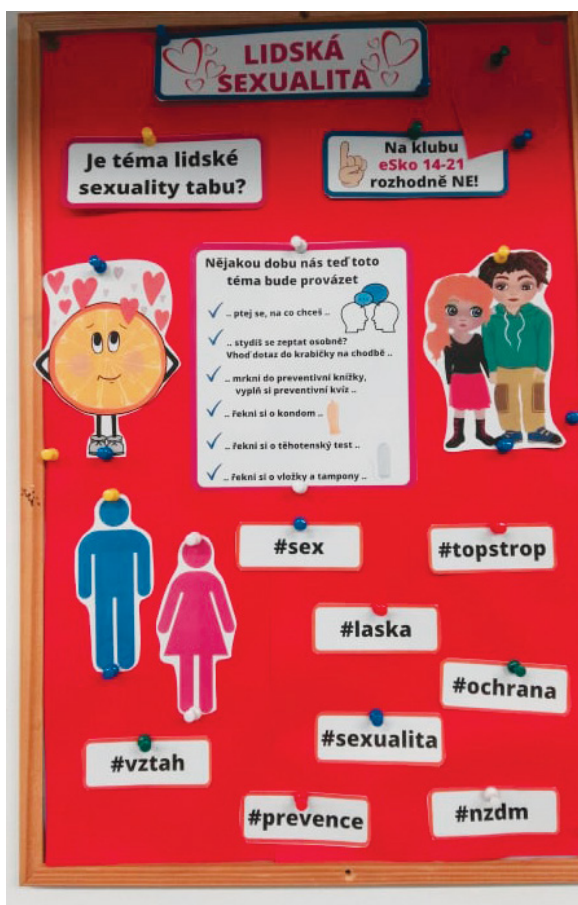 LIDSKÁ
SEXUALITA
Je téma lidské
sexuality tabu?
Na klubu
eSko 14-21
rozhodně NE!
Nějakou dobu nás teď toto
téma bude provázet
.. ptej se, na co chceš ..
.. stydíš se zeptat osobně?
Vhoď dotaz do krabičky na chodbě ..
.. mrkni do preventivní knížky,
vyplň si preventivní kvíz ..
.. řekni si o kondom ..
.. řekni si o těhotenský test ..
.. řekni si o vložky a tampony ..
#sex
#topstrop
#laska
#ochrana
#sexualita
#vztah
#prevence
#nzdm